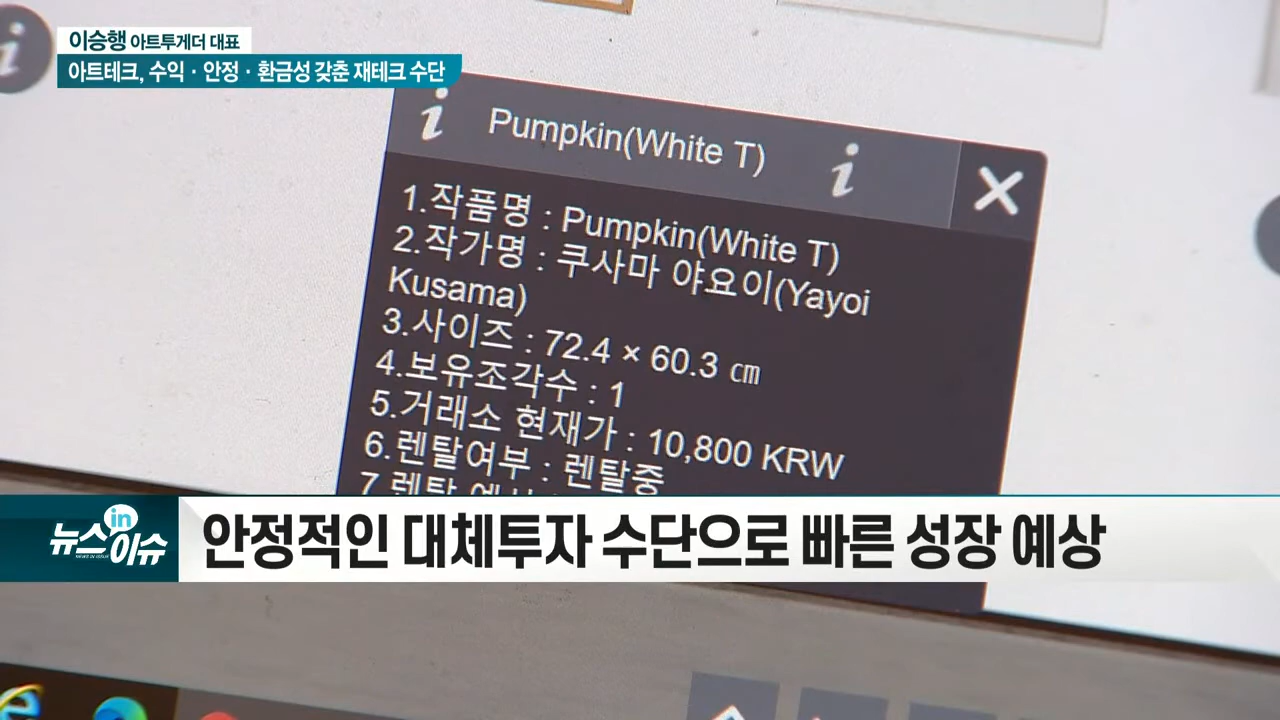 이승행 아트투게더 대표
아트테크, 수익·안정·환금성 갖춘 재테크 수단
i
i Pumpkin(White T) i
1.작품명 : Pumpkin(White T)
2.작가명 : 쿠사마 야요이(Yayoi
Kusama)
3.사이즈 : 72.4 × 60.3 ㎝
4.보유조각수 : 1
5.거래소 현재가 : 10,800 KRW
6.렌탈여부 : 렌탈중
7.렌탈
뉴스in이슈
안정적인 대체투자 수단으로 빠른 성장 예상